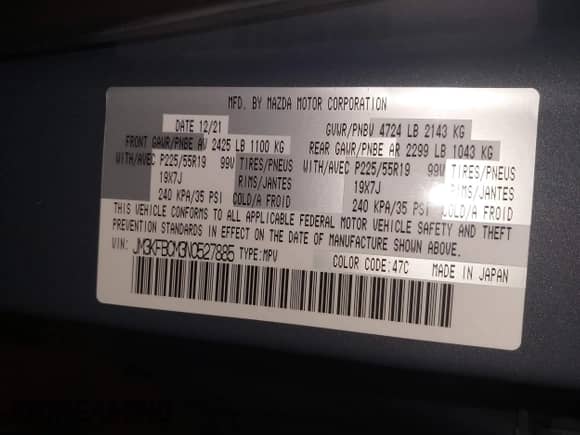 MFD. BY MAZDA MOTOR CORPORATION
DATE 12/21 GVWR/PNBV 4724 LB 2143 KG
FRONT GAWR/PNBE AV 2425 LB 1100 KG REAR GAWR/PNBE AR 2299 LB 1043 KG
WITH/AVEC P225/55R19 99V TIRES/PNEUS WITH/AVEC P225/55R19 99V TIRES/PNEUS
19X7J RIMS/JANTES 19X7J RIMS/JANTES
240 KPA/35 PSI COLD/A FROID 240 KPA/35 PSI COLD/A FROID
THIS VEHICLE CONFORMS TO ALL APPLICABLE FEDERAL MOTOR VEHICLE SAFETY AND THEFT
PREVENTION STANDARDS IN EFFECT ON THE DATE OF MANUFACTURE SHOWN ABOVE.
VIN: JM3KFBCM3N0527885 TYPE:MPV COLOR CODE:47C MADE IN JAPAN